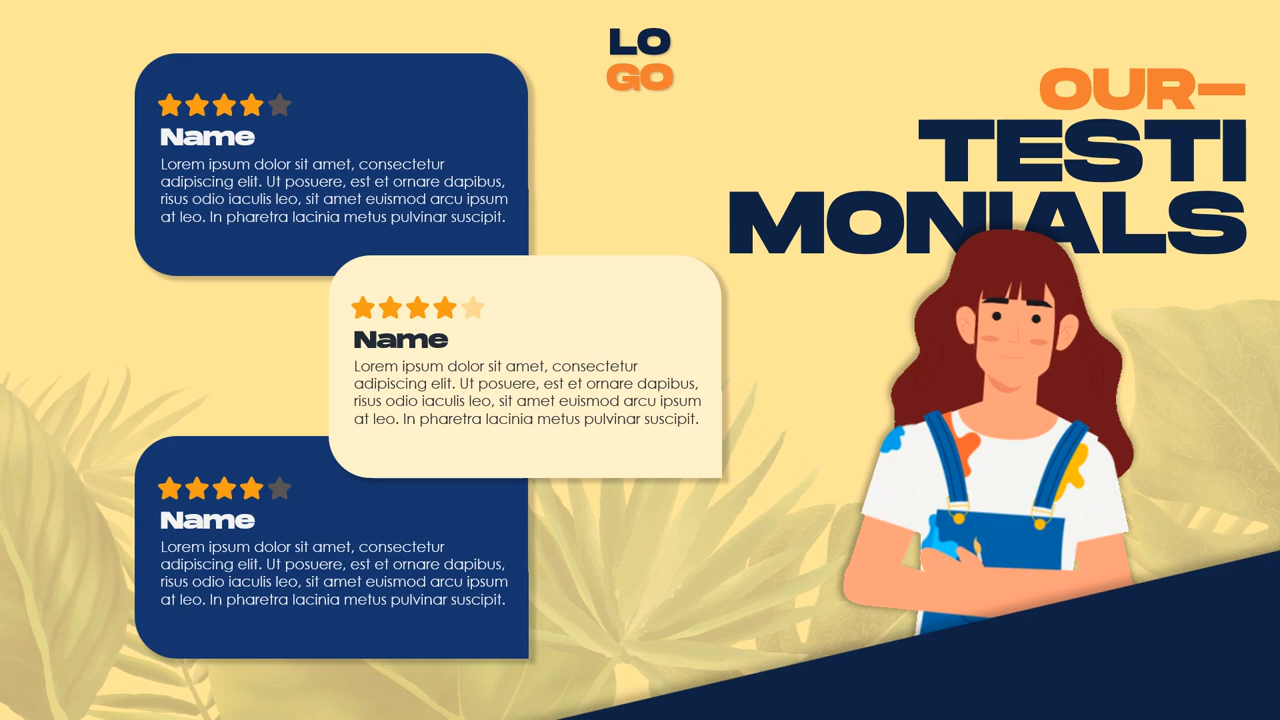 LO
GO
OUR–
TESTI
MONIALS
Name
Lorem ipsum dolor sit amet, consectetur
adipiscing elit. Ut posuere, est et ornare dapibus,
risus odio iaculis leo, sit amet euismod arcu ipsum
at leo. In pharetra lacinia metus pulvinar suscipit.
Name
Lorem ipsum dolor sit amet, consectetur
adipiscing elit. Ut posuere, est et ornare dapibus,
risus odio iaculis leo, sit amet euismod arcu ipsum
at leo. In pharetra lacinia metus pulvinar suscipit.
Name
Lorem ipsum dolor sit amet, consectetur
adipiscing elit. Ut posuere, est et ornare dapibus,
risus odio iaculis leo, sit amet euismod arcu ipsum
at leo. In pharetra lacinia metus pulvinar suscipit.